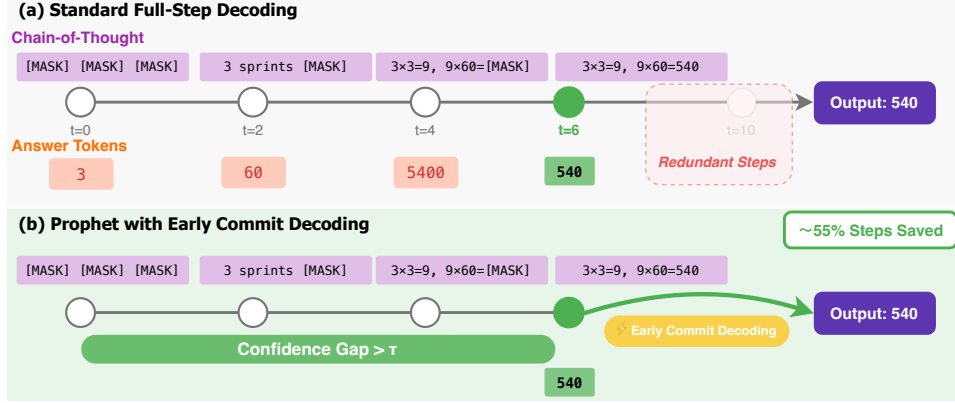 (a) Standard Full-Step Decoding
Chain-of-Thought
[MASK] [MASK] [MASK]
3 sprints [MASK]
3×3=9, 9×60=[MASK]
3×3=9, 9×60=540
t=0
t=2
t=4
t=6
t=10
Output: 540
Answer Tokens
3
60
5400
540
Redundant Steps
(b) Prophet with Early Commit Decoding
~55% Steps Saved
[MASK] [MASK] [MASK]
3 sprints [MASK]
3×3=9, 9×60=[MASK]
3×3=9, 9×60=540
Output: 540
⚡Early Commit Decoding
Confidence Gap > τ
540